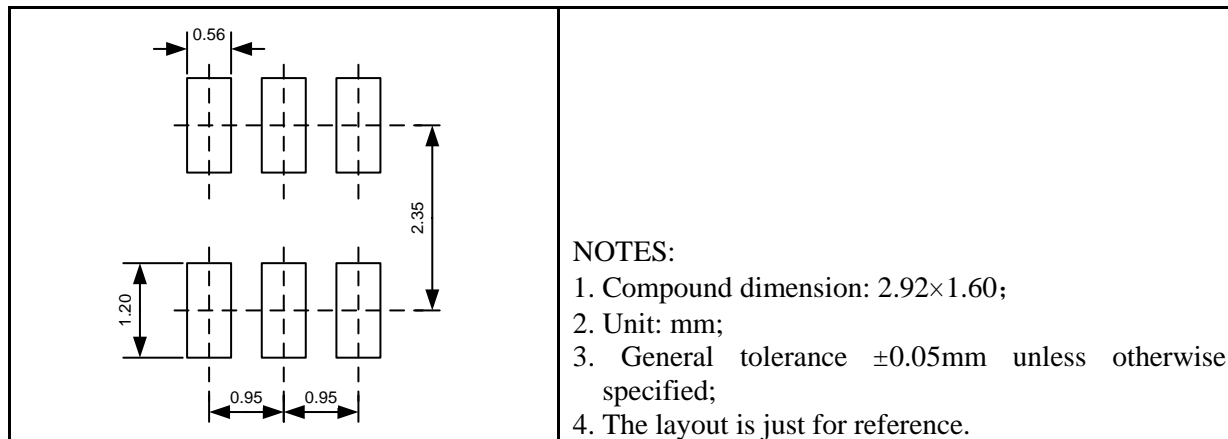 0.56
2.35
1.20
0.95 0.95
NOTES:
1. Compound dimension: 2.92×1.60；
2. Unit: mm;
3. General tolerance ±0.05mm unless otherwise
specified;
4. The layout is just for reference.